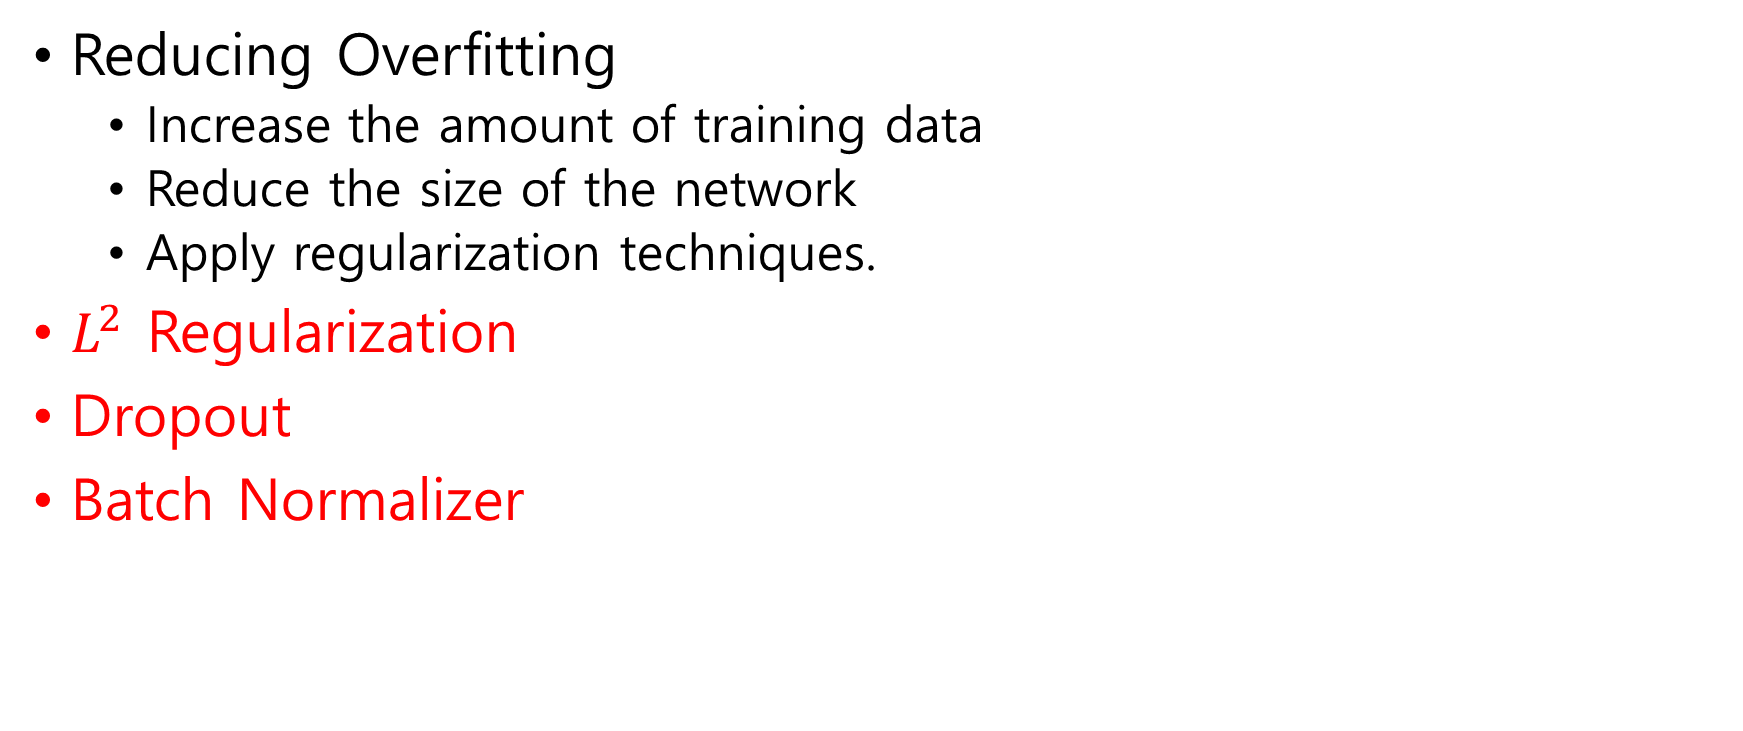 • Reducing Overfitting
• Increase the amount of training data
• Reduce the size of the network
• Apply regularization techniques.
• L² Regularization
• Dropout
• Batch Normalizer